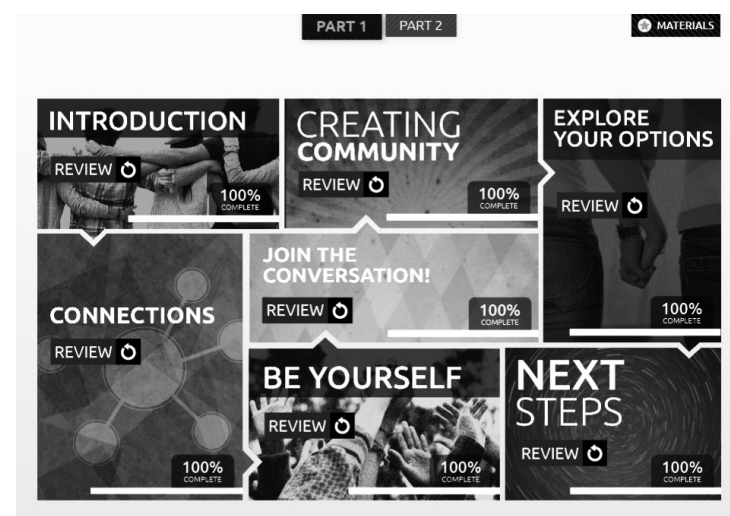 PART 1
PART 2
MATERIALS
INTRODUCTION
REVIEW
100%
COMPLETE
CREATING
COMMUNITY
REVIEW
100%
COMPLETE
EXPLORE
YOUR OPTIONS
REVIEW
100%
COMPLETE
CONNECTIONS
REVIEW
100%
COMPLETE
JOIN THE
CONVERSATION!
REVIEW
100%
COMPLETE
BE YOURSELF
REVIEW
100%
COMPLETE
NEXT
STEPS
REVIEW
100%
COMPLETE